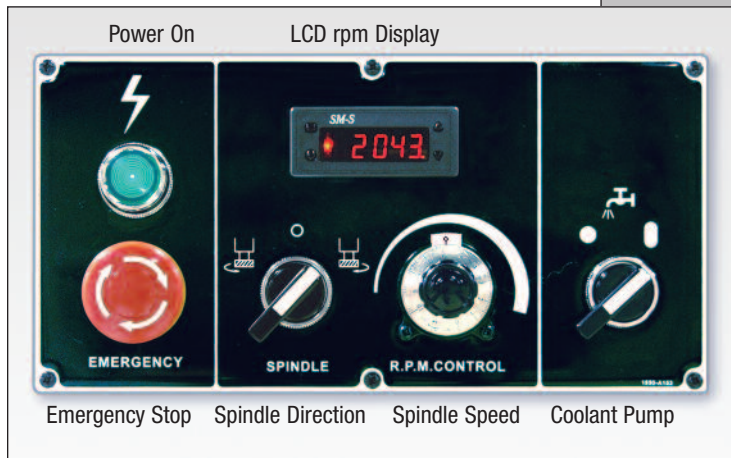 Power On LCD rpm Display
SM-S
2043
EMERGENCY SPINDLE R.P.M.CONTROL
Emergency Stop Spindle Direction Spindle Speed Coolant Pump